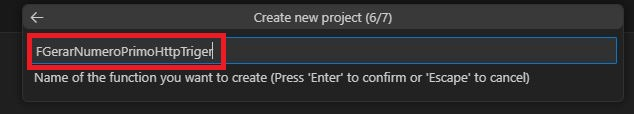 Create new project (6/7)
FGerarNumeroPrimoHttpTriger
Name of the function you want to create (Press 'Enter' to confirm or 'Escape' to cancel)